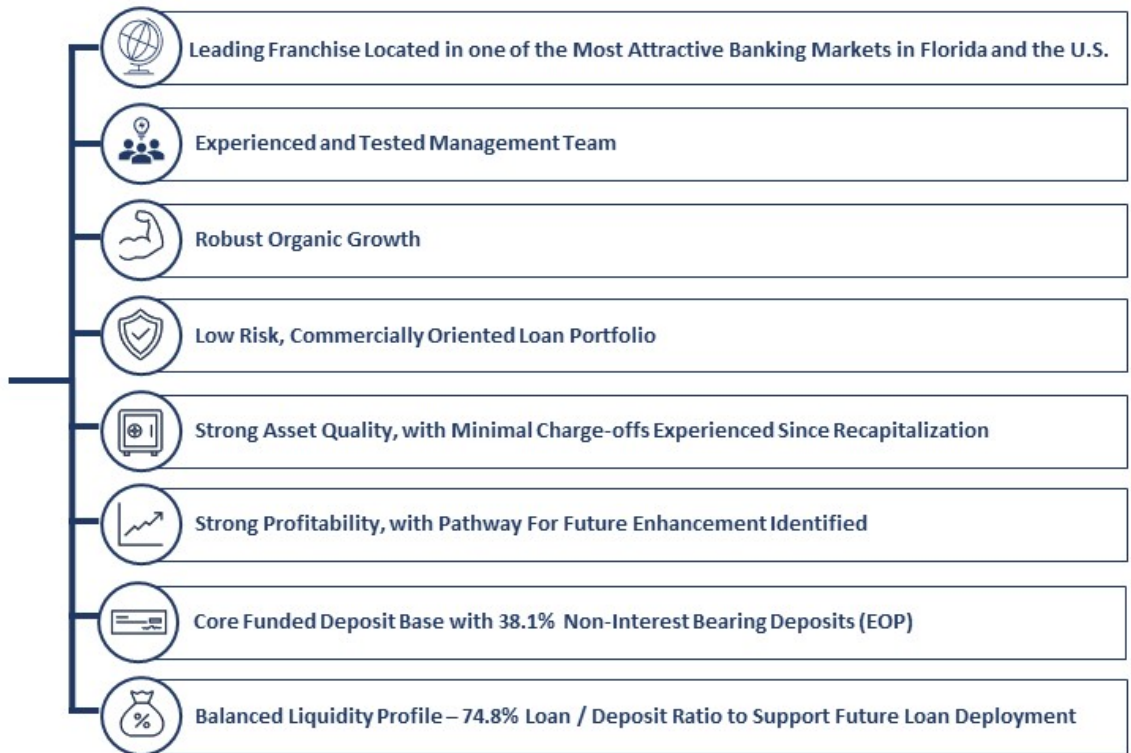 Leading Franchise Located in one of the Most Attractive Banking Markets in Florida and the U.S.
Experienced and Tested Management Team
Robust Organic Growth
Low Risk, Commercially Oriented Loan Portfolio
Strong Asset Quality, with Minimal Charge-offs Experienced Since Recapitalization
Strong Profitability, with Pathway For Future Enhancement Identified
Core Funded Deposit Base with 38.1% Non-Interest Bearing Deposits (EOP)
%
Balanced Liquidity Profile – 74.8% Loan / Deposit Ratio to Support Future Loan Deployment